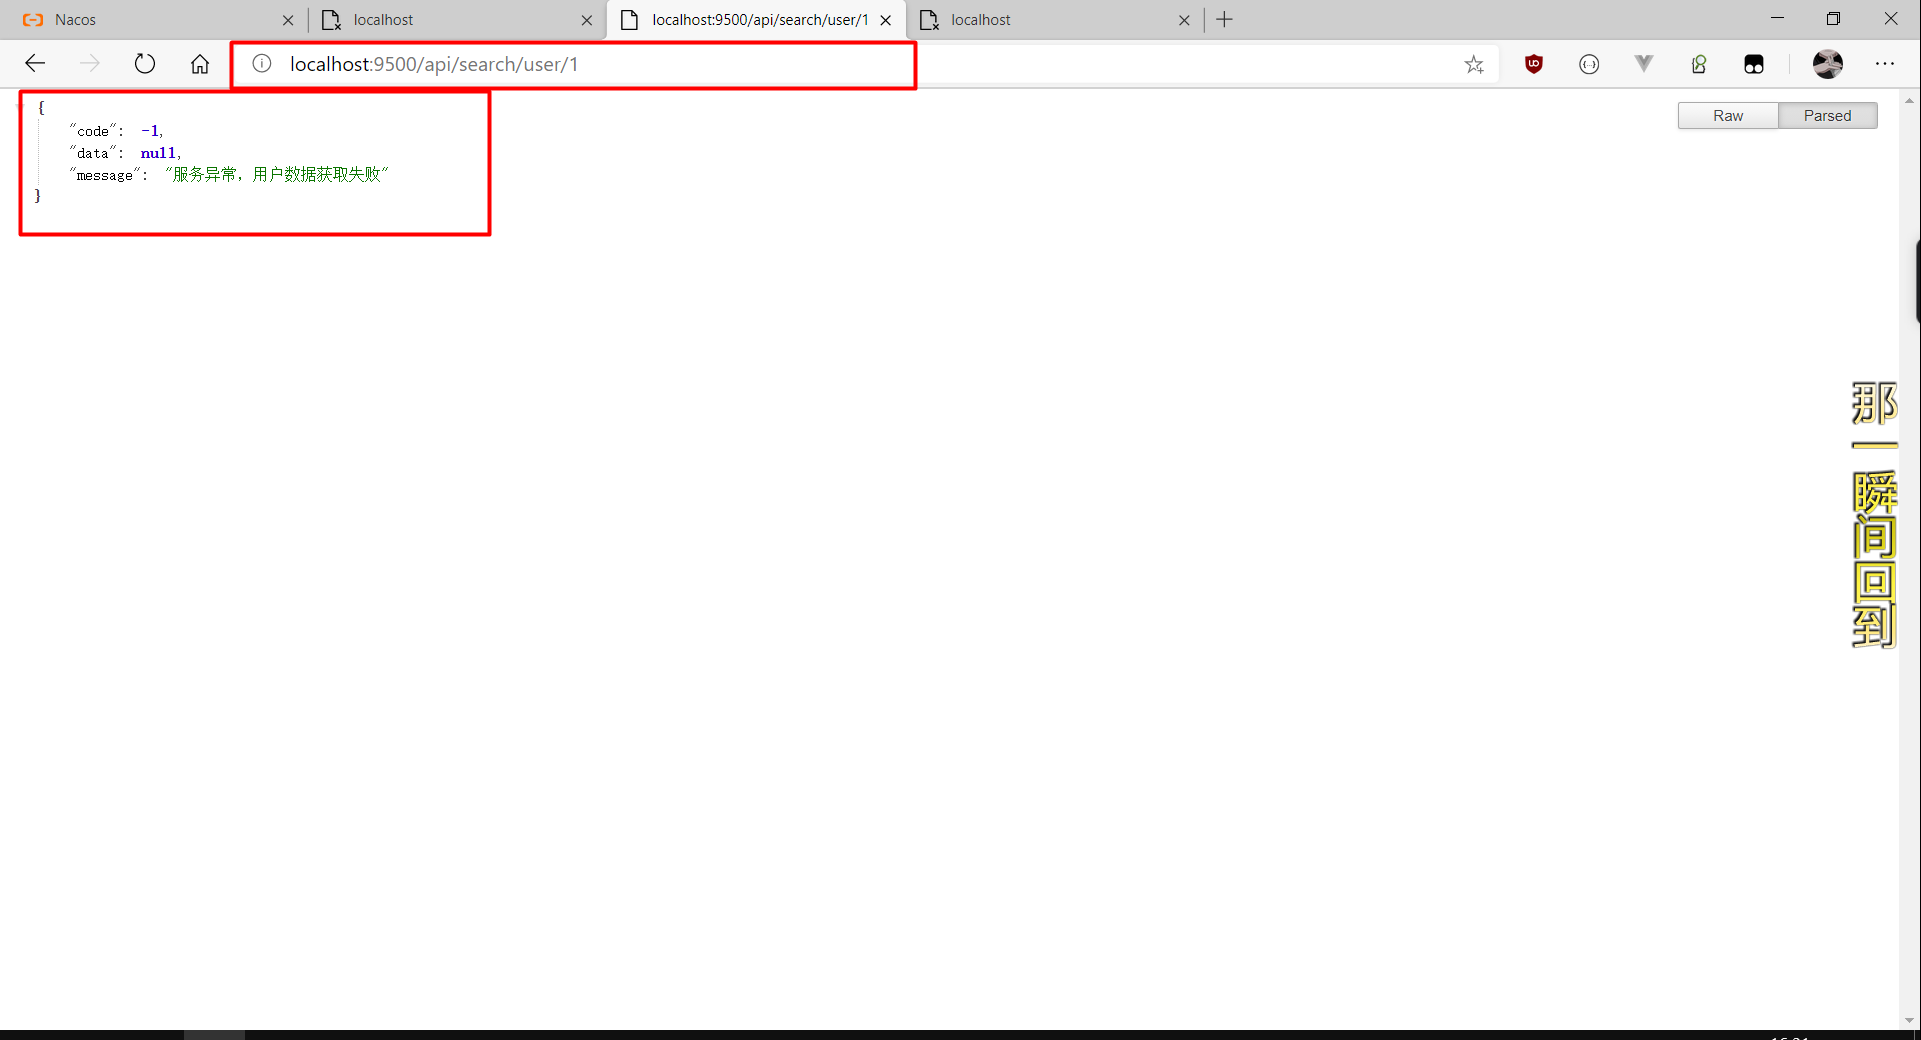 Nacos
localhost
localhost:9500/api/search/user/1
localhost
localhost:9500/api/search/user/1
Raw
Parsed
{
"code": -1,
"data": null,
"message": "服务异常，用户数据获取失败"
}
那一瞬间回到